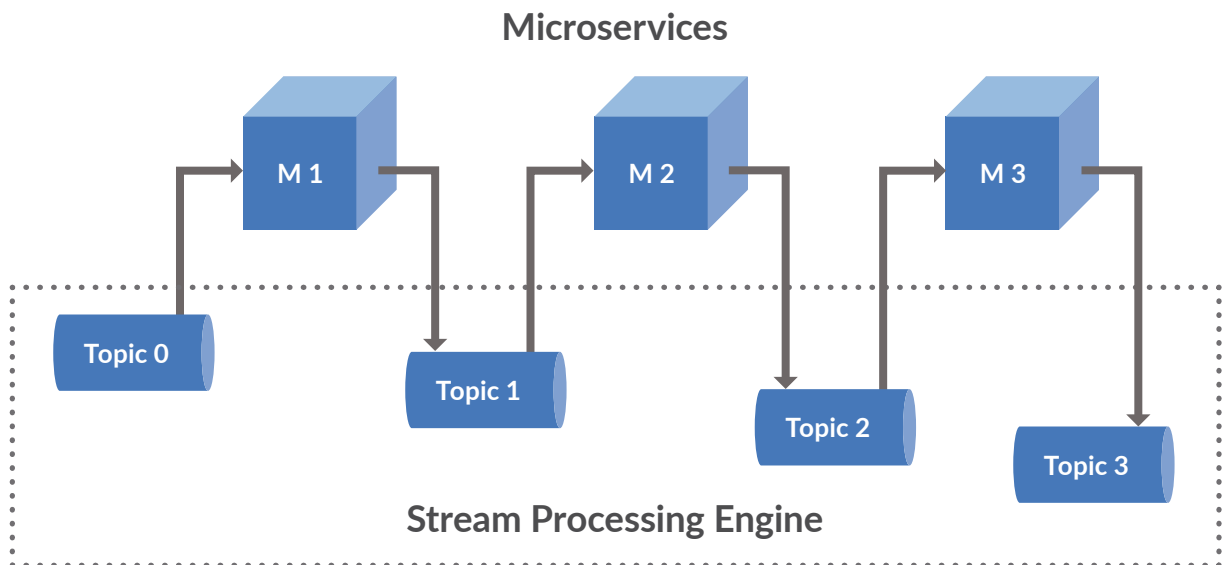 Microservices
M 1
M 2
M 3
Topic 0
Topic 1
Topic 2
Topic 3
Stream Processing Engine